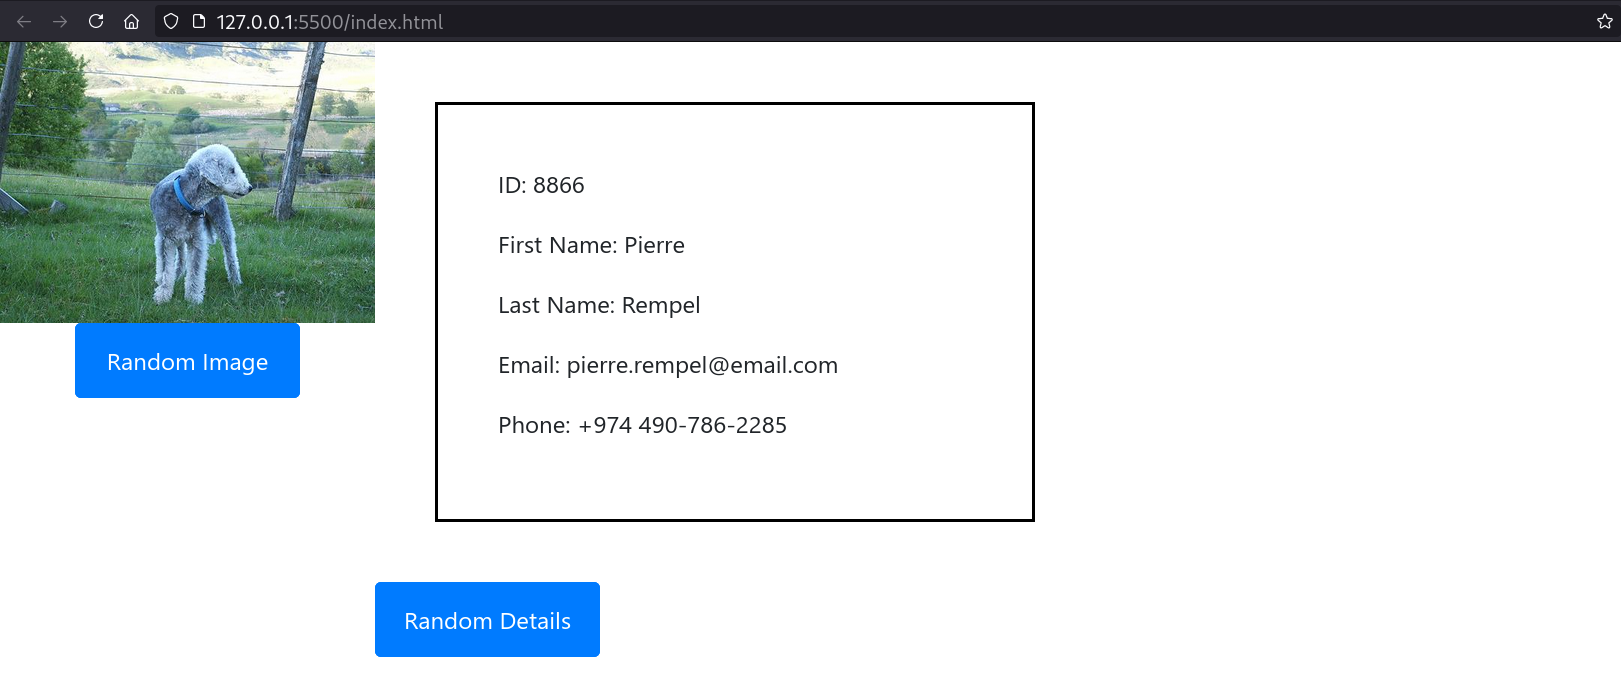 127.0.0.1:5500/index.html
ID: 8866
First Name: Pierre
Last Name: Rempel
Email: pierre.rempel@email.com
Phone: +974 490-786-2285
Random Image
Random Details